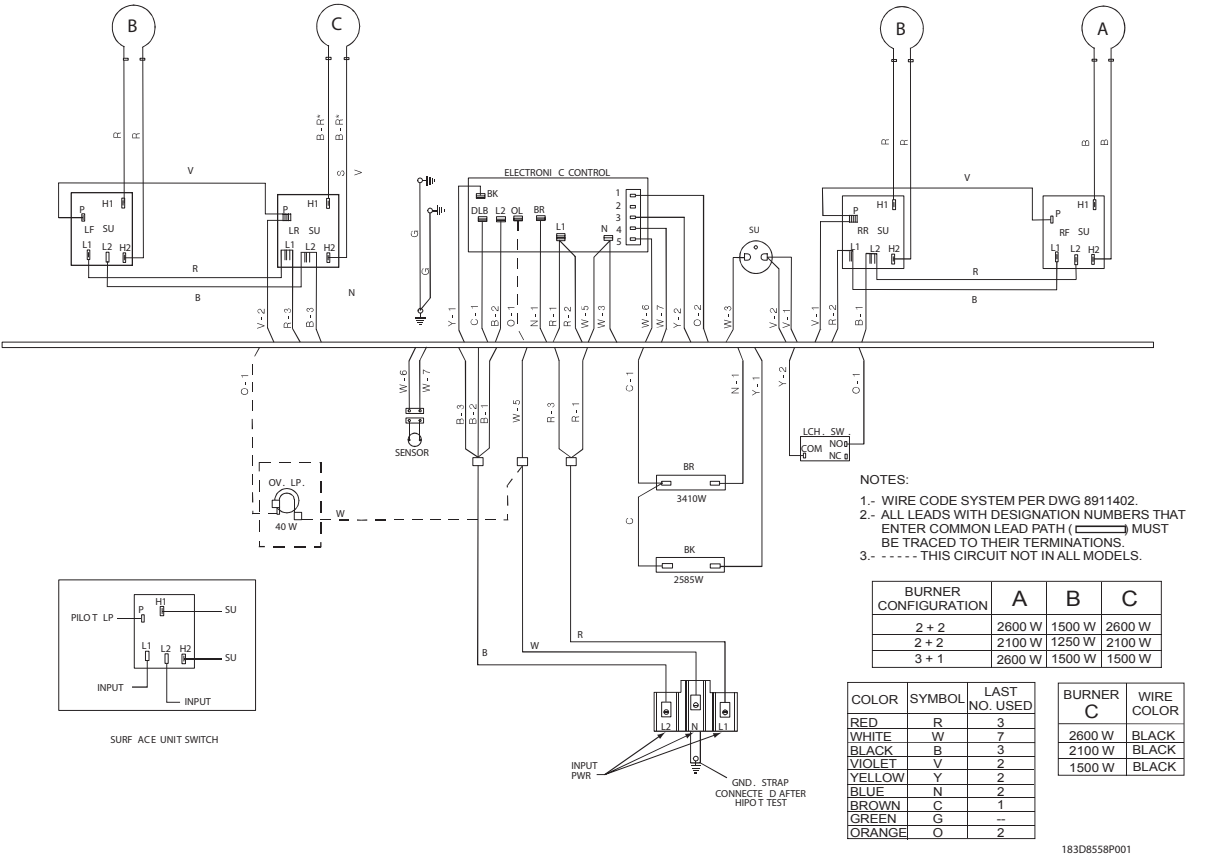 B
C
B
A
R
R
B-R*
B-R*
S
V
R
R
B
B
V
V
ELECTRONI C CONTROL
BK
DLB
L2
OL
BR
L1
N
1
2
3
4
5
H1
P
LF SU
L1
L2
H2
H1
P
LR SU
L1
L2
H2
G
G
SU
H1
P
RR SU
L1
L2
H2
H1
P
RF SU
L1
L2
H2
R
B
N
R
B
V-2
R-3
B-3
Y-1
C-1
B-2
O-1
N-1
R-1
R-2
W-5
W-3
W-6
W-7
Y-2
O-2
W-3
V-2
V-1
V-1
R-2
B-1
O-1
W-6
W-7
B-3
B-2
B-1
W-5
R-3
R-1
C-1
N-1
Y-1
Y-2
O-1
SENSOR
LCH. SW.
COM
NO
NC
OV. LP.
40 W
W
BR
3410W
C
BK
2585W
NOTES:
1.- WIRE CODE SYSTEM PER DWG 8911402.
2.- ALL LEADS WITH DESIGNATION NUMBERS THAT
ENTER COMMON LEAD PATH ( ) MUST
BE TRACED TO THEIR TERMINATIONS.
3.- - - - - - THIS CIRCUIT NOT IN ALL MODELS.
BURNER CONFIGURATION A B C
2 + 2 2600 W 1500 W 2600 W
2 + 2 2100 W 1250 W 2100 W
3 + 1 2600 W 1500 W 1500 W
PILOT LP
P
H1
SU
L1
L2
H2
SU
INPUT
INPUT
SURF ACE UNIT SWITCH
B
W
R
L2
N
L1
INPUT
PWR
GND. STRAP
CONNECTE D AFTER
HIPOT TEST
COLOR SYMBOL LAST NO. USED
RED R 3
WHITE W 7
BLACK B 3
VIOLET V 2
YELLOW Y 2
BLUE N 2
BROWN C 1
GREEN G --
ORANGE O 2
BURNER C WIRE COLOR
2600 W BLACK
2100 W BLACK
1500 W BLACK
183D8558P001